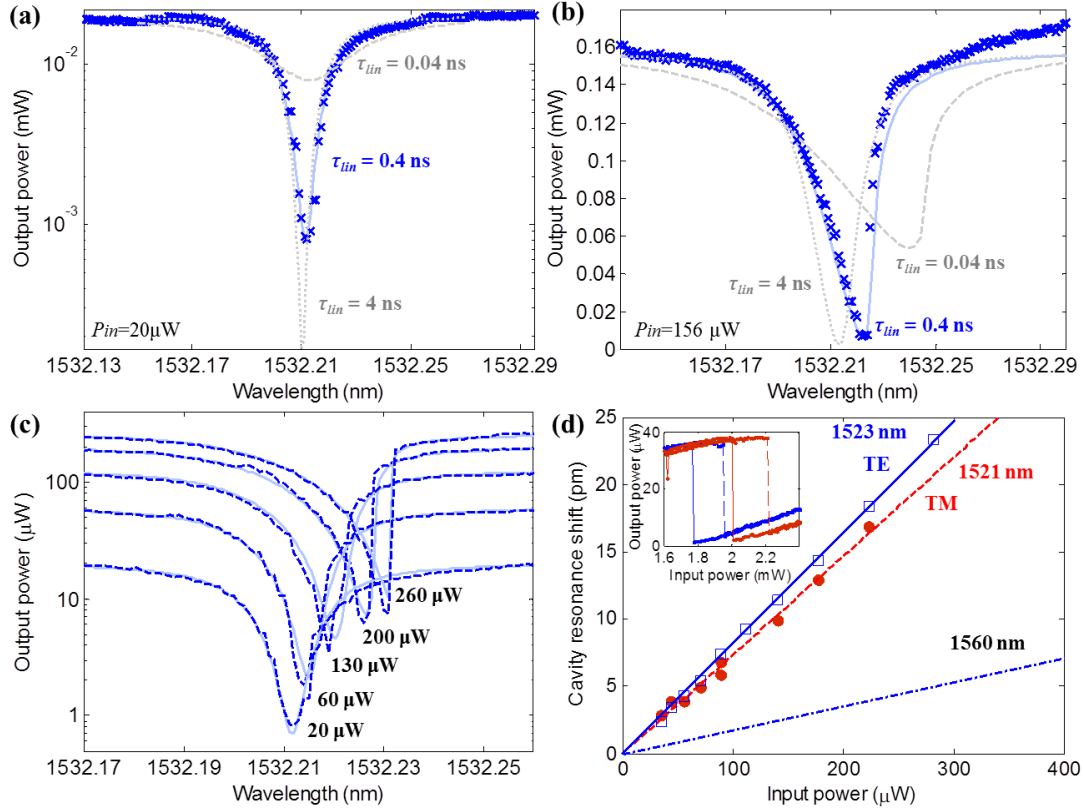 (a)
Output power (mW)
10⁻²
10⁻³
τlin = 0.04 ns
τlin = 0.4 ns
τlin = 4 ns
Pin=20μW
1532.13 1532.17 1532.21 1532.25 1532.29
Wavelength (nm)
(b)
Output power (mW)
0.16
0.14
0.12
0.1
0.08
0.06
0.04
0.02
0
τlin = 0.04 ns
τlin = 4 ns
τlin = 0.4 ns
Pin=156 μW
1532.17 1532.21 1532.25 1532.29
Wavelength (nm)
(c)
Output power (μW)
100
10
1
260 μW
200 μW
130 μW
60 μW
20 μW
1532.17 1532.19 1532.21 1532.23 1532.25
Wavelength (nm)
(d)
Cavity resonance shift (pm)
25
20
15
10
5
0
Output power (μW)
40
20
0
1.6 1.8 2 2.2
Input power (mW)
1523 nm
TE
1521 nm
TM
1560 nm
0 100 200 300 400
Input power (μW)